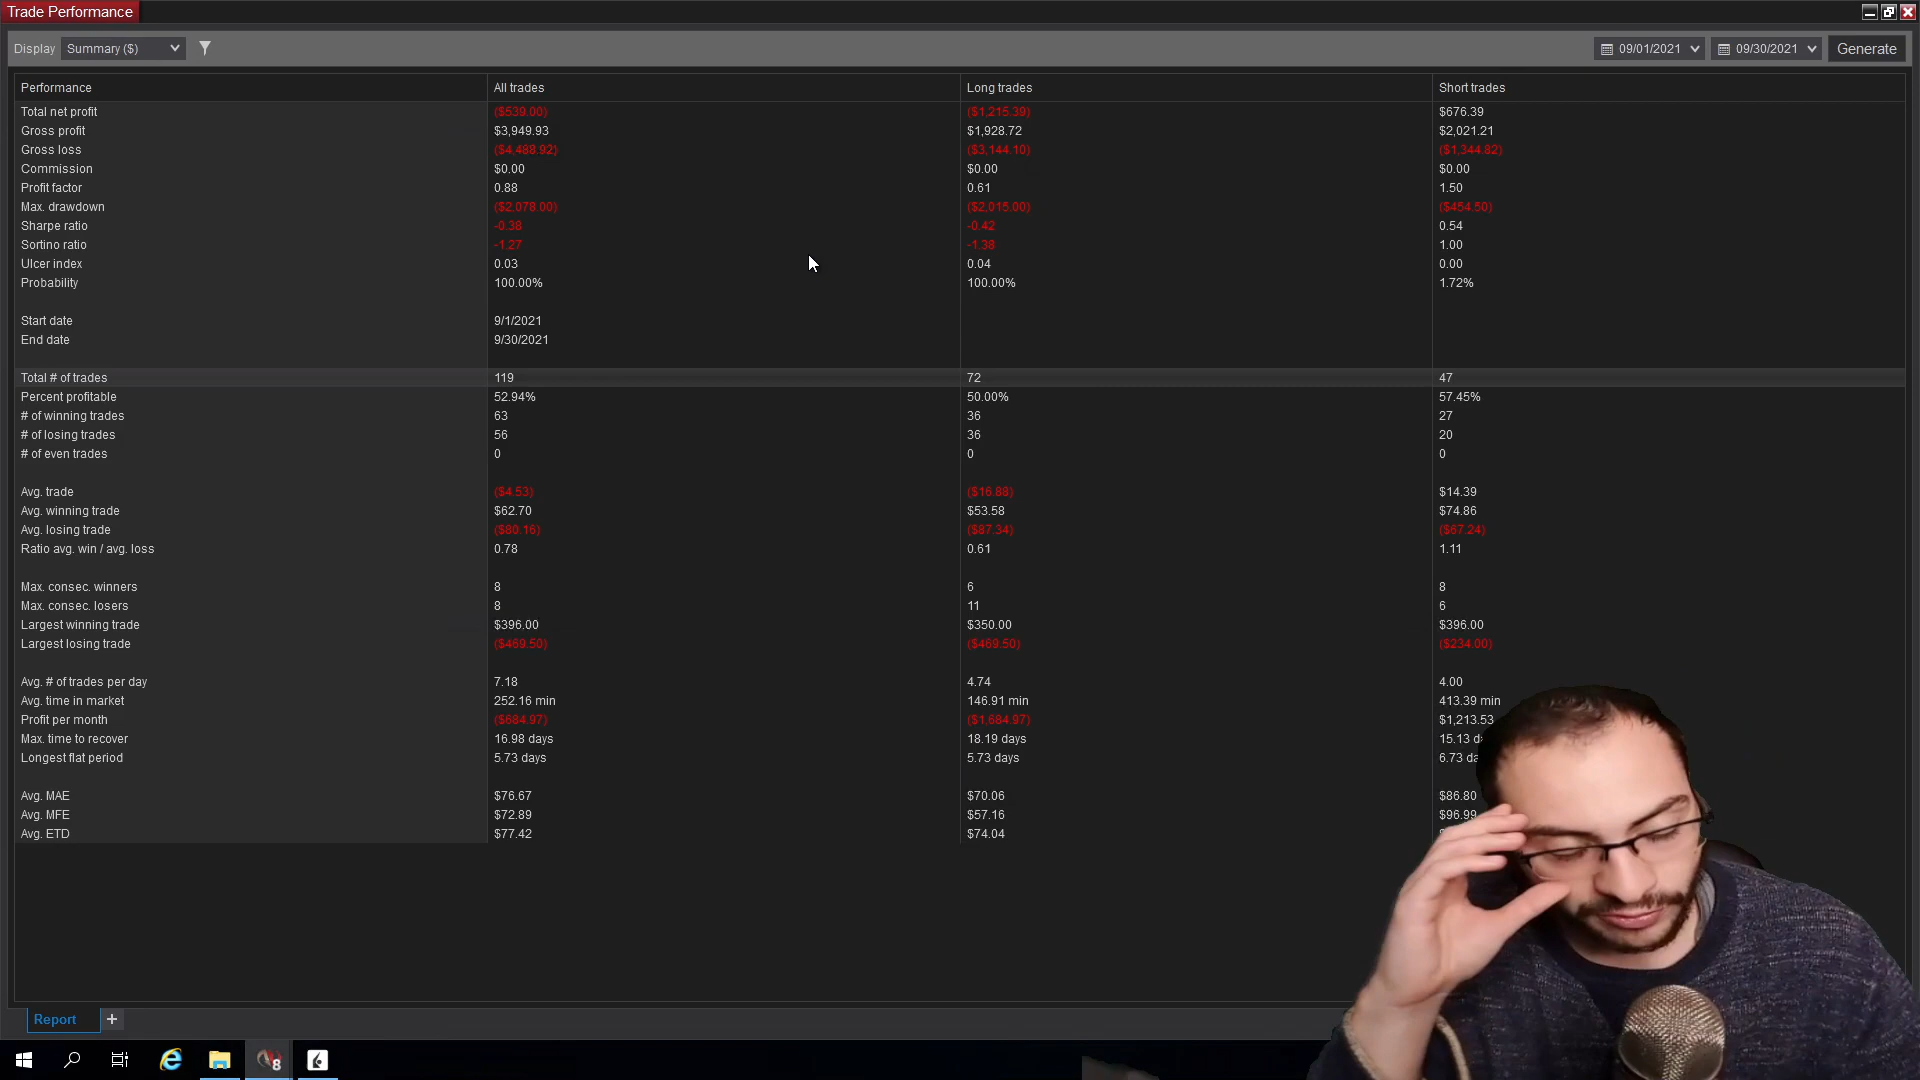 Trade Performance
Display Summary ($) 09/01/2021 09/30/2021 Generate
Performance All trades Long trades Short trades
Total net profit ($539.00) ($1,215.39) $676.39
Gross profit $3,949.93 $1,928.72 $2,021.21
Gross loss ($4,488.92) ($3,144.10) ($1,344.82)
Commission $0.00 $0.00 $0.00
Profit factor 0.88 0.61 1.50
Max. drawdown ($2,078.00) ($2,015.00) ($454.50)
Sharpe ratio -0.38 -0.42 0.54
Sortino ratio -1.27 -1.38 1.00
Ulcer index 0.03 0.04 0.00
Probability 100.00% 100.00% 1.72%
Start date 9/1/2021
End date 9/30/2021
Total # of trades 119 72 47
Percent profitable 52.94% 50.00% 57.45%
# of winning trades 63 36 27
# of losing trades 56 36 20
# of even trades 0 0 0
Avg. trade ($4.53) ($16.88) $14.39
Avg. winning trade $62.70 $53.58 $74.86
Avg. losing trade ($80.16) ($87.34) ($67.24)
Ratio avg. win / avg. loss 0.78 0.61 1.11
Max. consec. winners 8 6 8
Max. consec. losers 8 11 6
Largest winning trade $396.00 $350.00 $396.00
Largest losing trade ($469.50) ($469.50) ($234.00)
Avg. # of trades per day 7.18 4.74 4.00
Avg. time in market 252.16 min 146.91 min 413.39 min
Profit per month ($684.97) ($1,684.97) $1,213.53
Max. time to recover 16.98 days 18.19 days 15.13
Longest flat period 5.73 days 5.73 days 6.73
Avg. MAE $76.67 $70.06 $86.80
Avg. MFE $72.89 $57.16 $96.99
Avg. ETD $77.42 $74.04
Report +
8